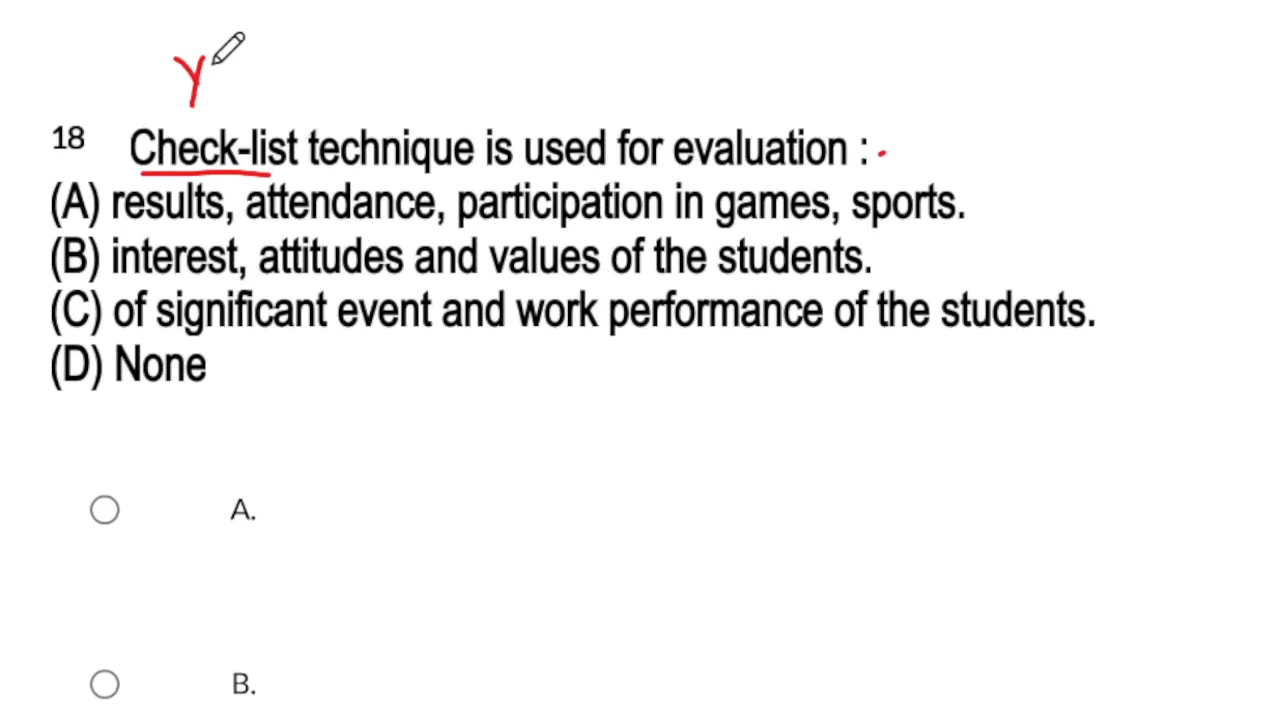 Y
18 Check-list technique is used for evaluation :
(A) results, attendance, participation in games, sports.
(B) interest, attitudes and values of the students.
(C) of significant event and work performance of the students.
(D) None
A.
B.